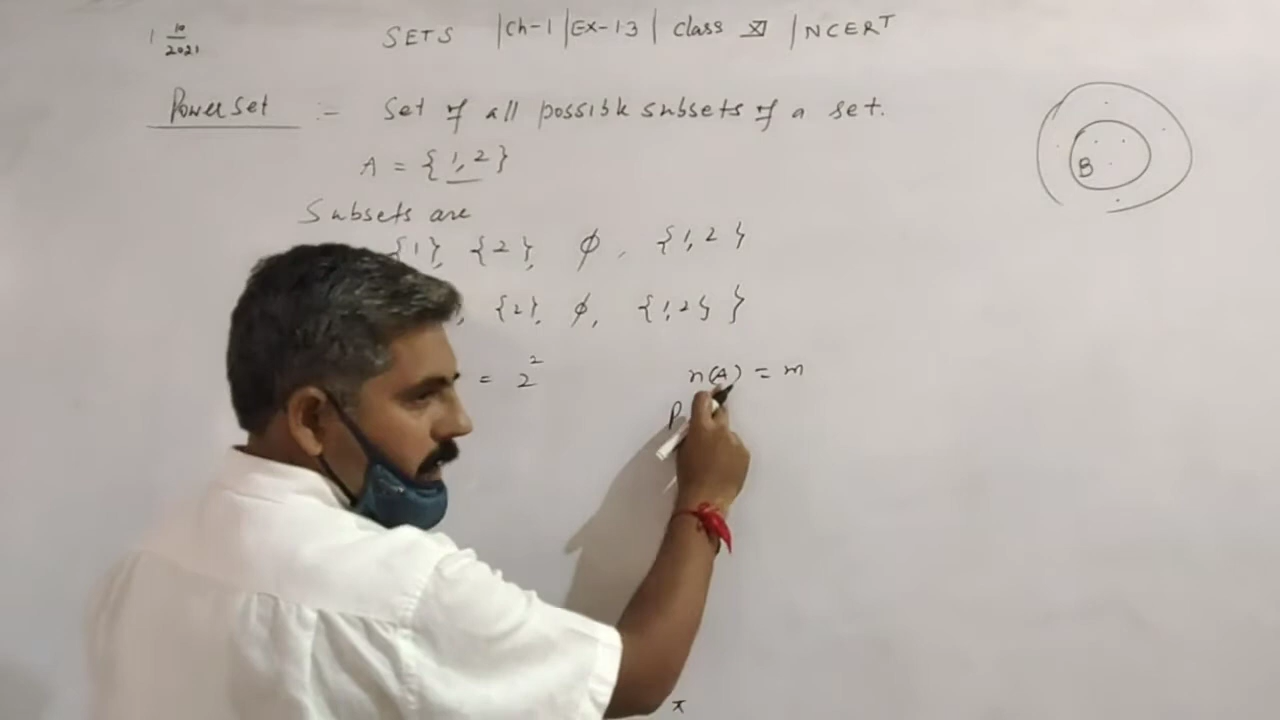 1 10/2021
SETS |Ch-1 |Ex-13 | class XI | NCERT
Power set :- Set of all possible subsets of a set.
A = {1, 2}
Subsets are
{1}, {2}, φ, {1, 2}
, {2}, φ, {1, 2} }
= 2²
n(A) = m
P
B